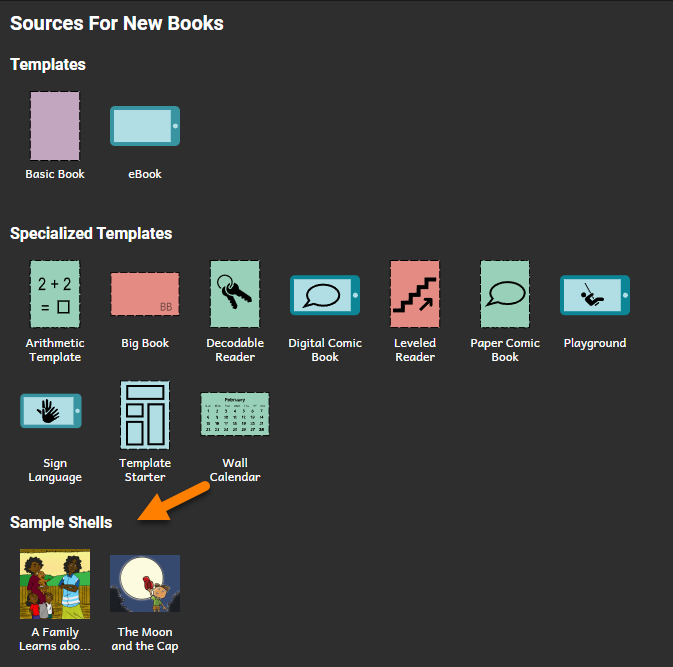 Sources For New Books
Templates
Basic Book
eBook
Specialized Templates
2 + 2
= 
BB
Arithmetic
Template
Big Book
Decodable
Reader
Digital Comic
Book
Leveled
Reader
Paper Comic
Book
Playground
February
Sign
Language
Template
Starter
Wall
Calendar
Sample Shells
A Family
Learns abo...
The Moon
and the Cap